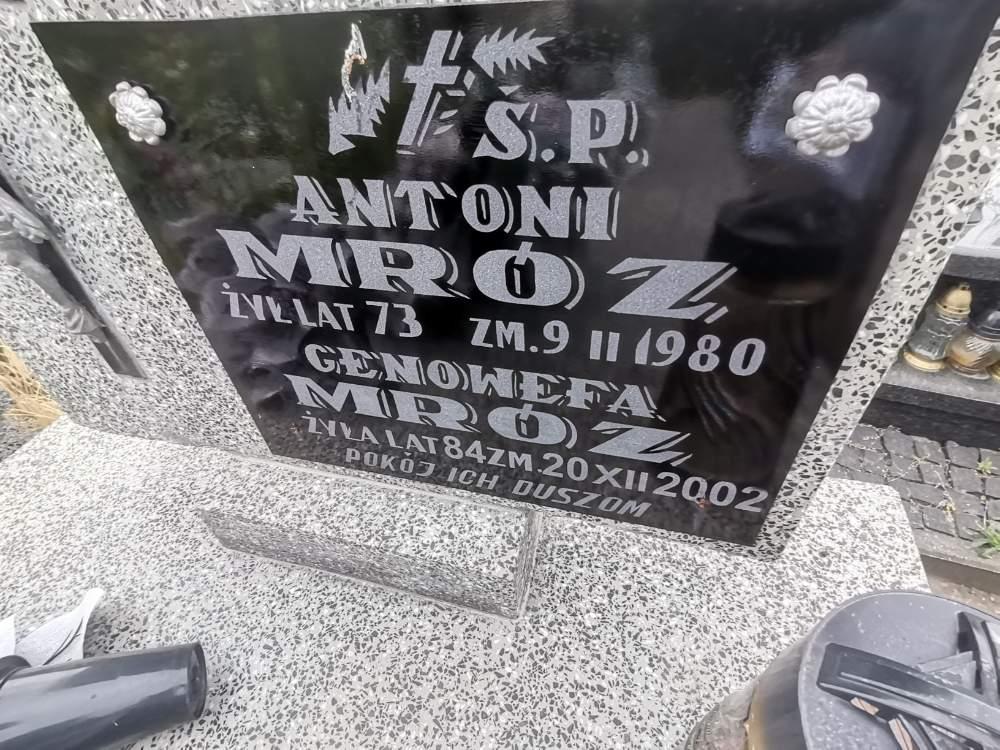 Ś.P.
ANTONI
MRÓZ
ŻYŁ LAT 73 ZM. 9 II 1980
GENOWEFA
MRÓZ
ŻYŁA LAT 84 ZM. 20 XII 2002
POKÓJ ICH DUSZOM